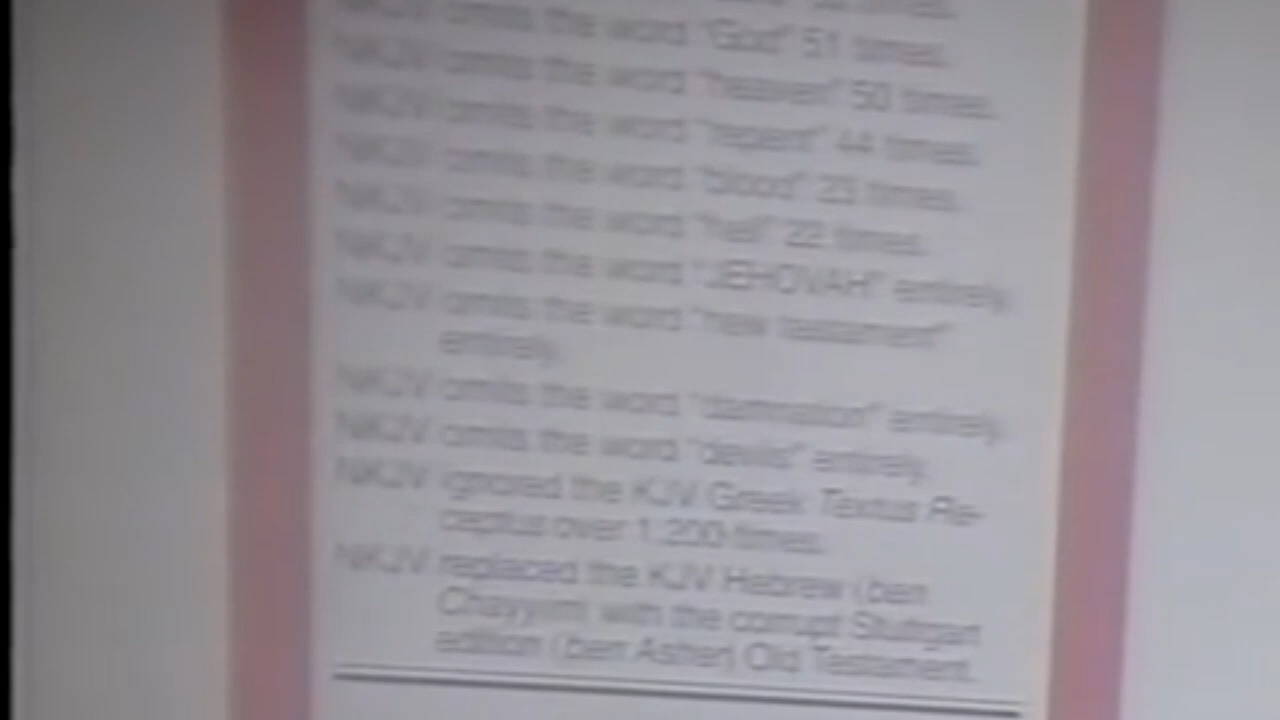 times.
NKJV omits the word "God" 51 times.
NKJV omits the word "heaven" 50 times.
NKJV omits the word "repent" 44 times.
NKJV omits the word "blood" 23 times.
NKJV omits the word "hell" 22 times.
NKJV omits the word "JEHOVAH" entirely.
NKJV omits the word "new testament"
entirely.
NKJV omits the word "damnation" entirely.
NKJV omits the word "devils" entirely.
NKJV ignored the KJV Greek Textus Re-
ceptus over 1,200 times.
NKJV replaced the KJV Hebrew (ben
Chayyim) with the corrupt Stuttgart
edition (ben Asher) Old Testament.